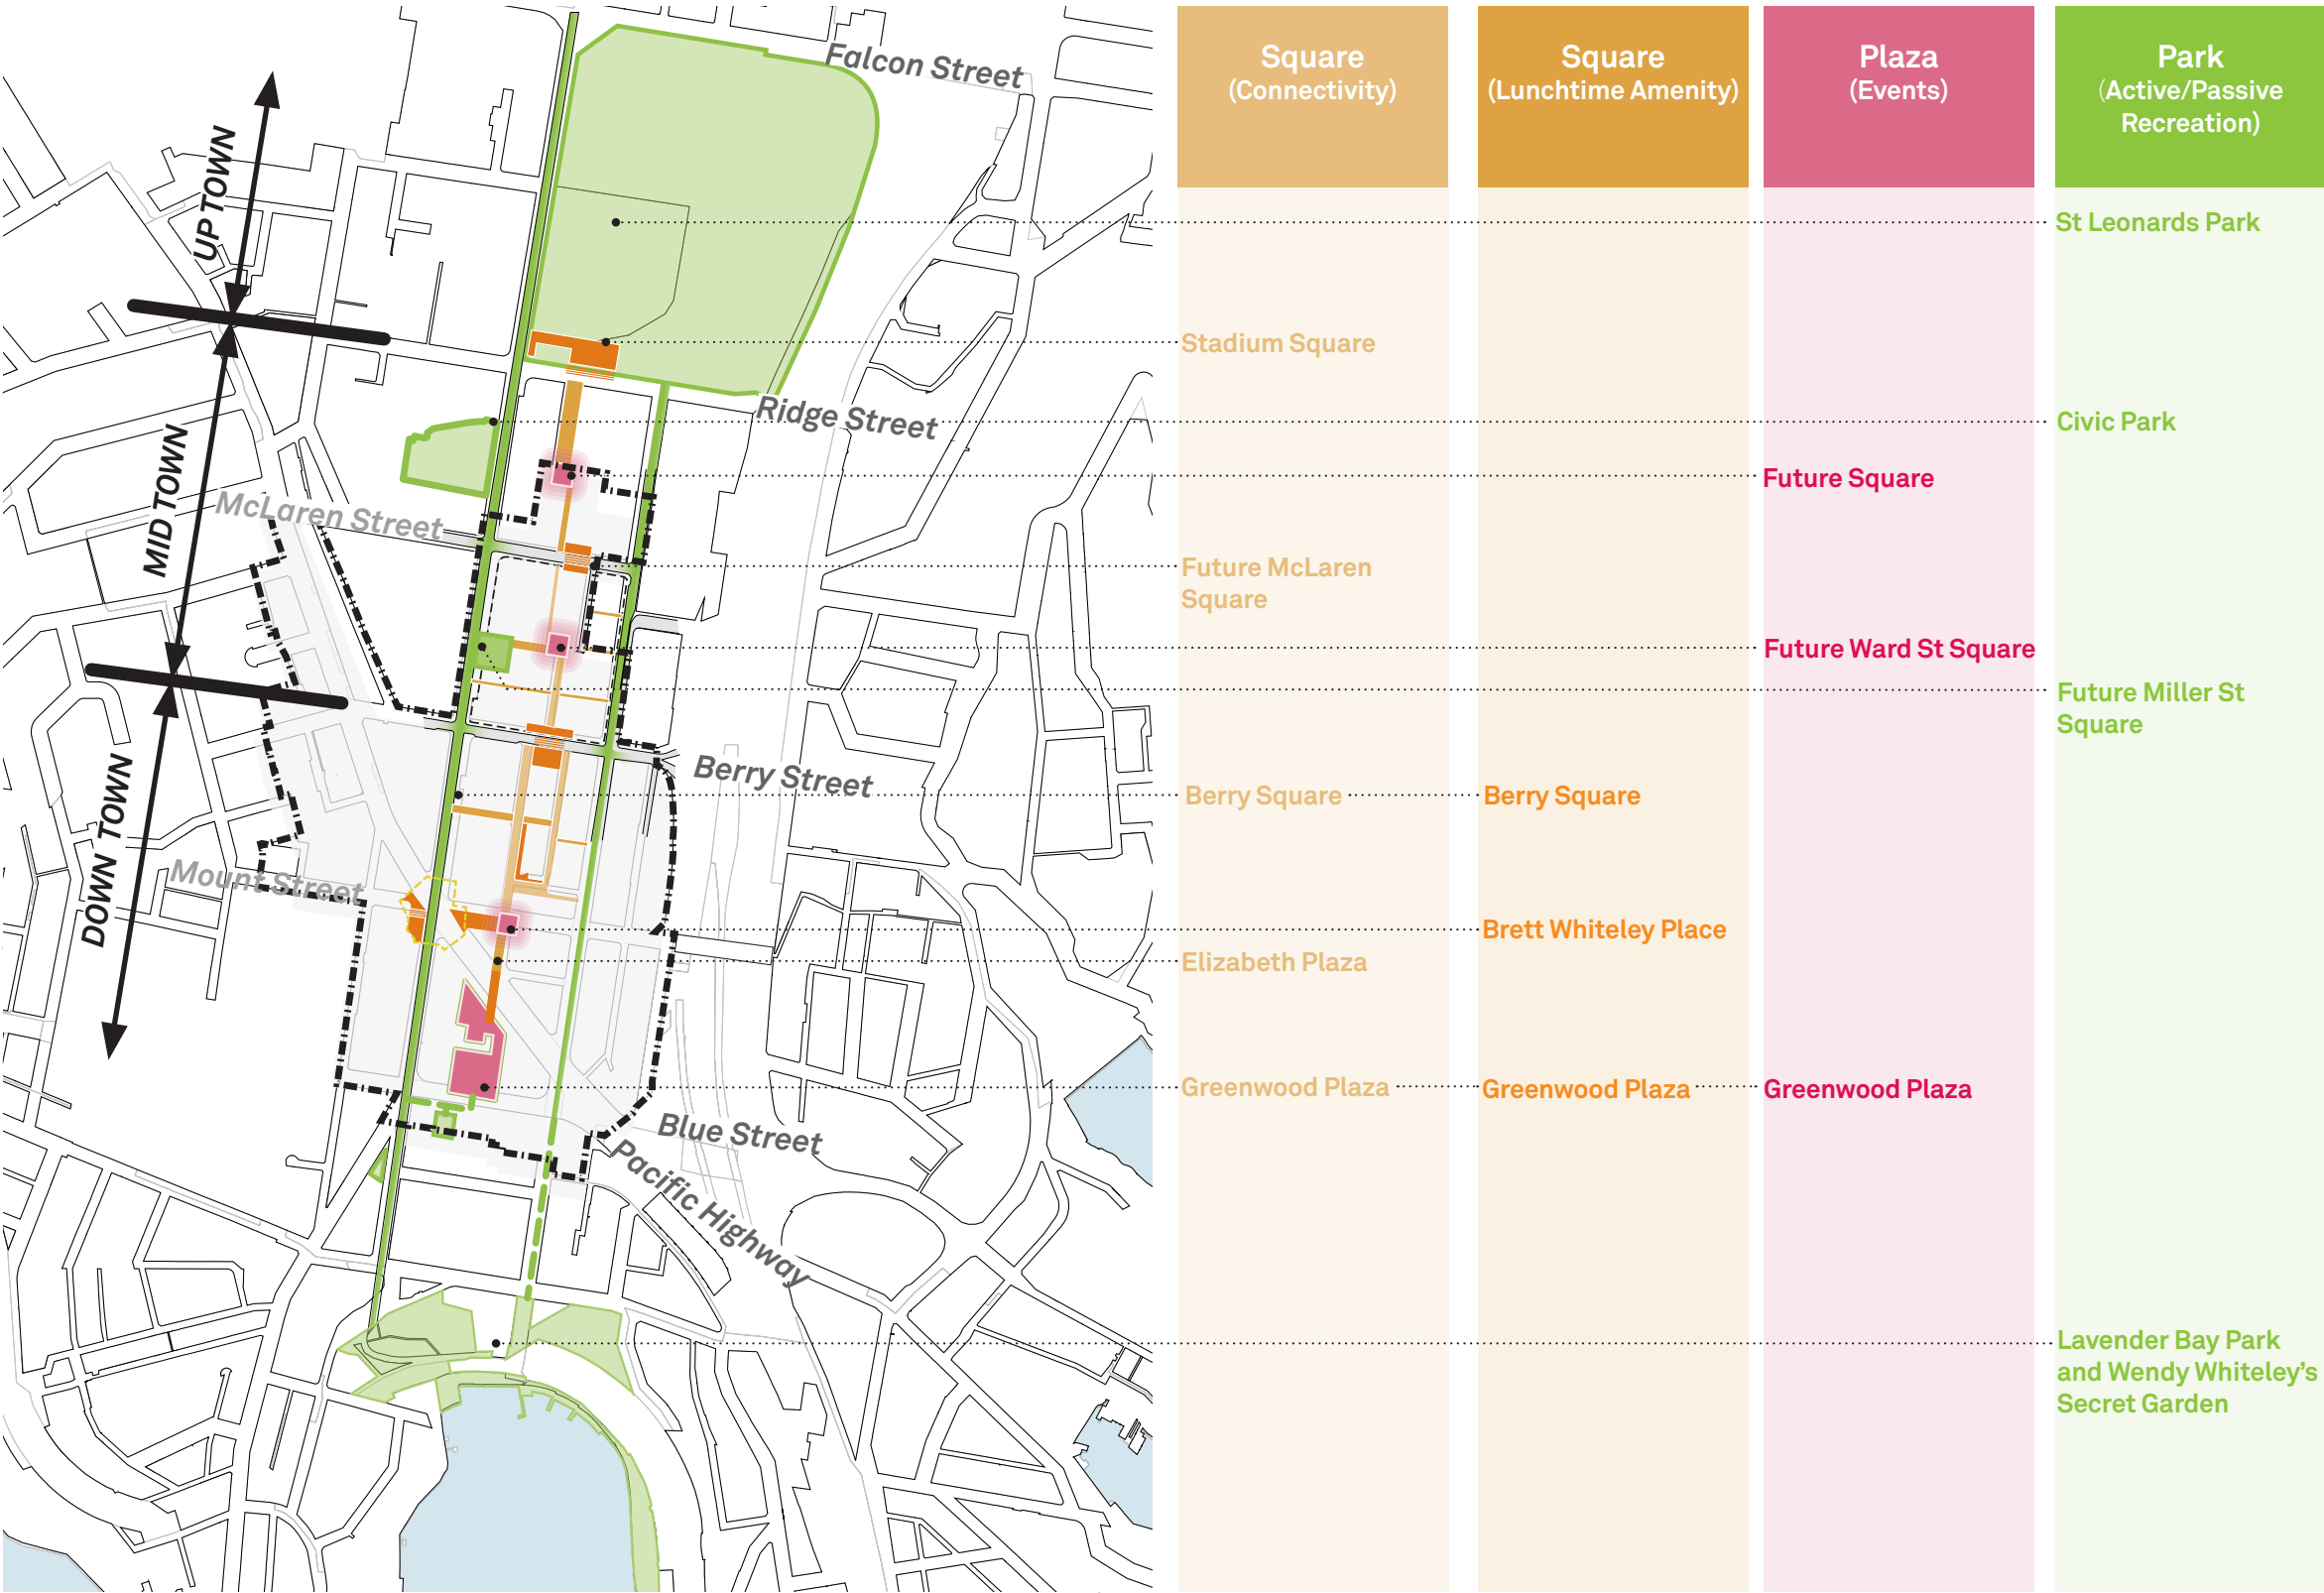 Falcon Street
UP TOWN
MID TOWN
DOWN TOWN
Ridge Street
McLaren Street
Berry Street
Mount Street
Blue Street
Pacific Highway
Square
(Connectivity)
Square
(Lunchtime Amenity)
Plaza
(Events)
Park
(Active/Passive
Recreation)
St Leonards Park
Stadium Square
Civic Park
Future Square
Future McLaren
Square
Future Ward St Square
Future Miller St
Square
Berry Square
Berry Square
Brett Whiteley Place
Elizabeth Plaza
Greenwood Plaza
Greenwood Plaza
Greenwood Plaza
Lavender Bay Park
and Wendy Whiteley’s
Secret Garden